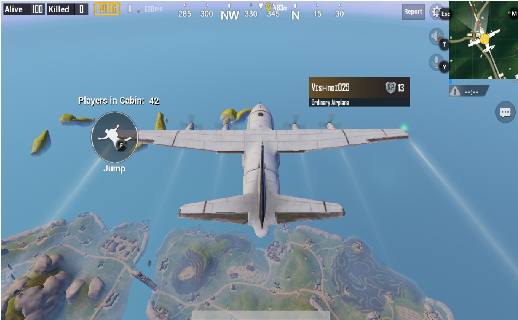 Alive 100 Killed 0
285 300 NW 330 345 N 15 30
Report
Esc
T
Y
Players in Cabin: 42
F
Jump
13
Ordinary Airplane
--:--